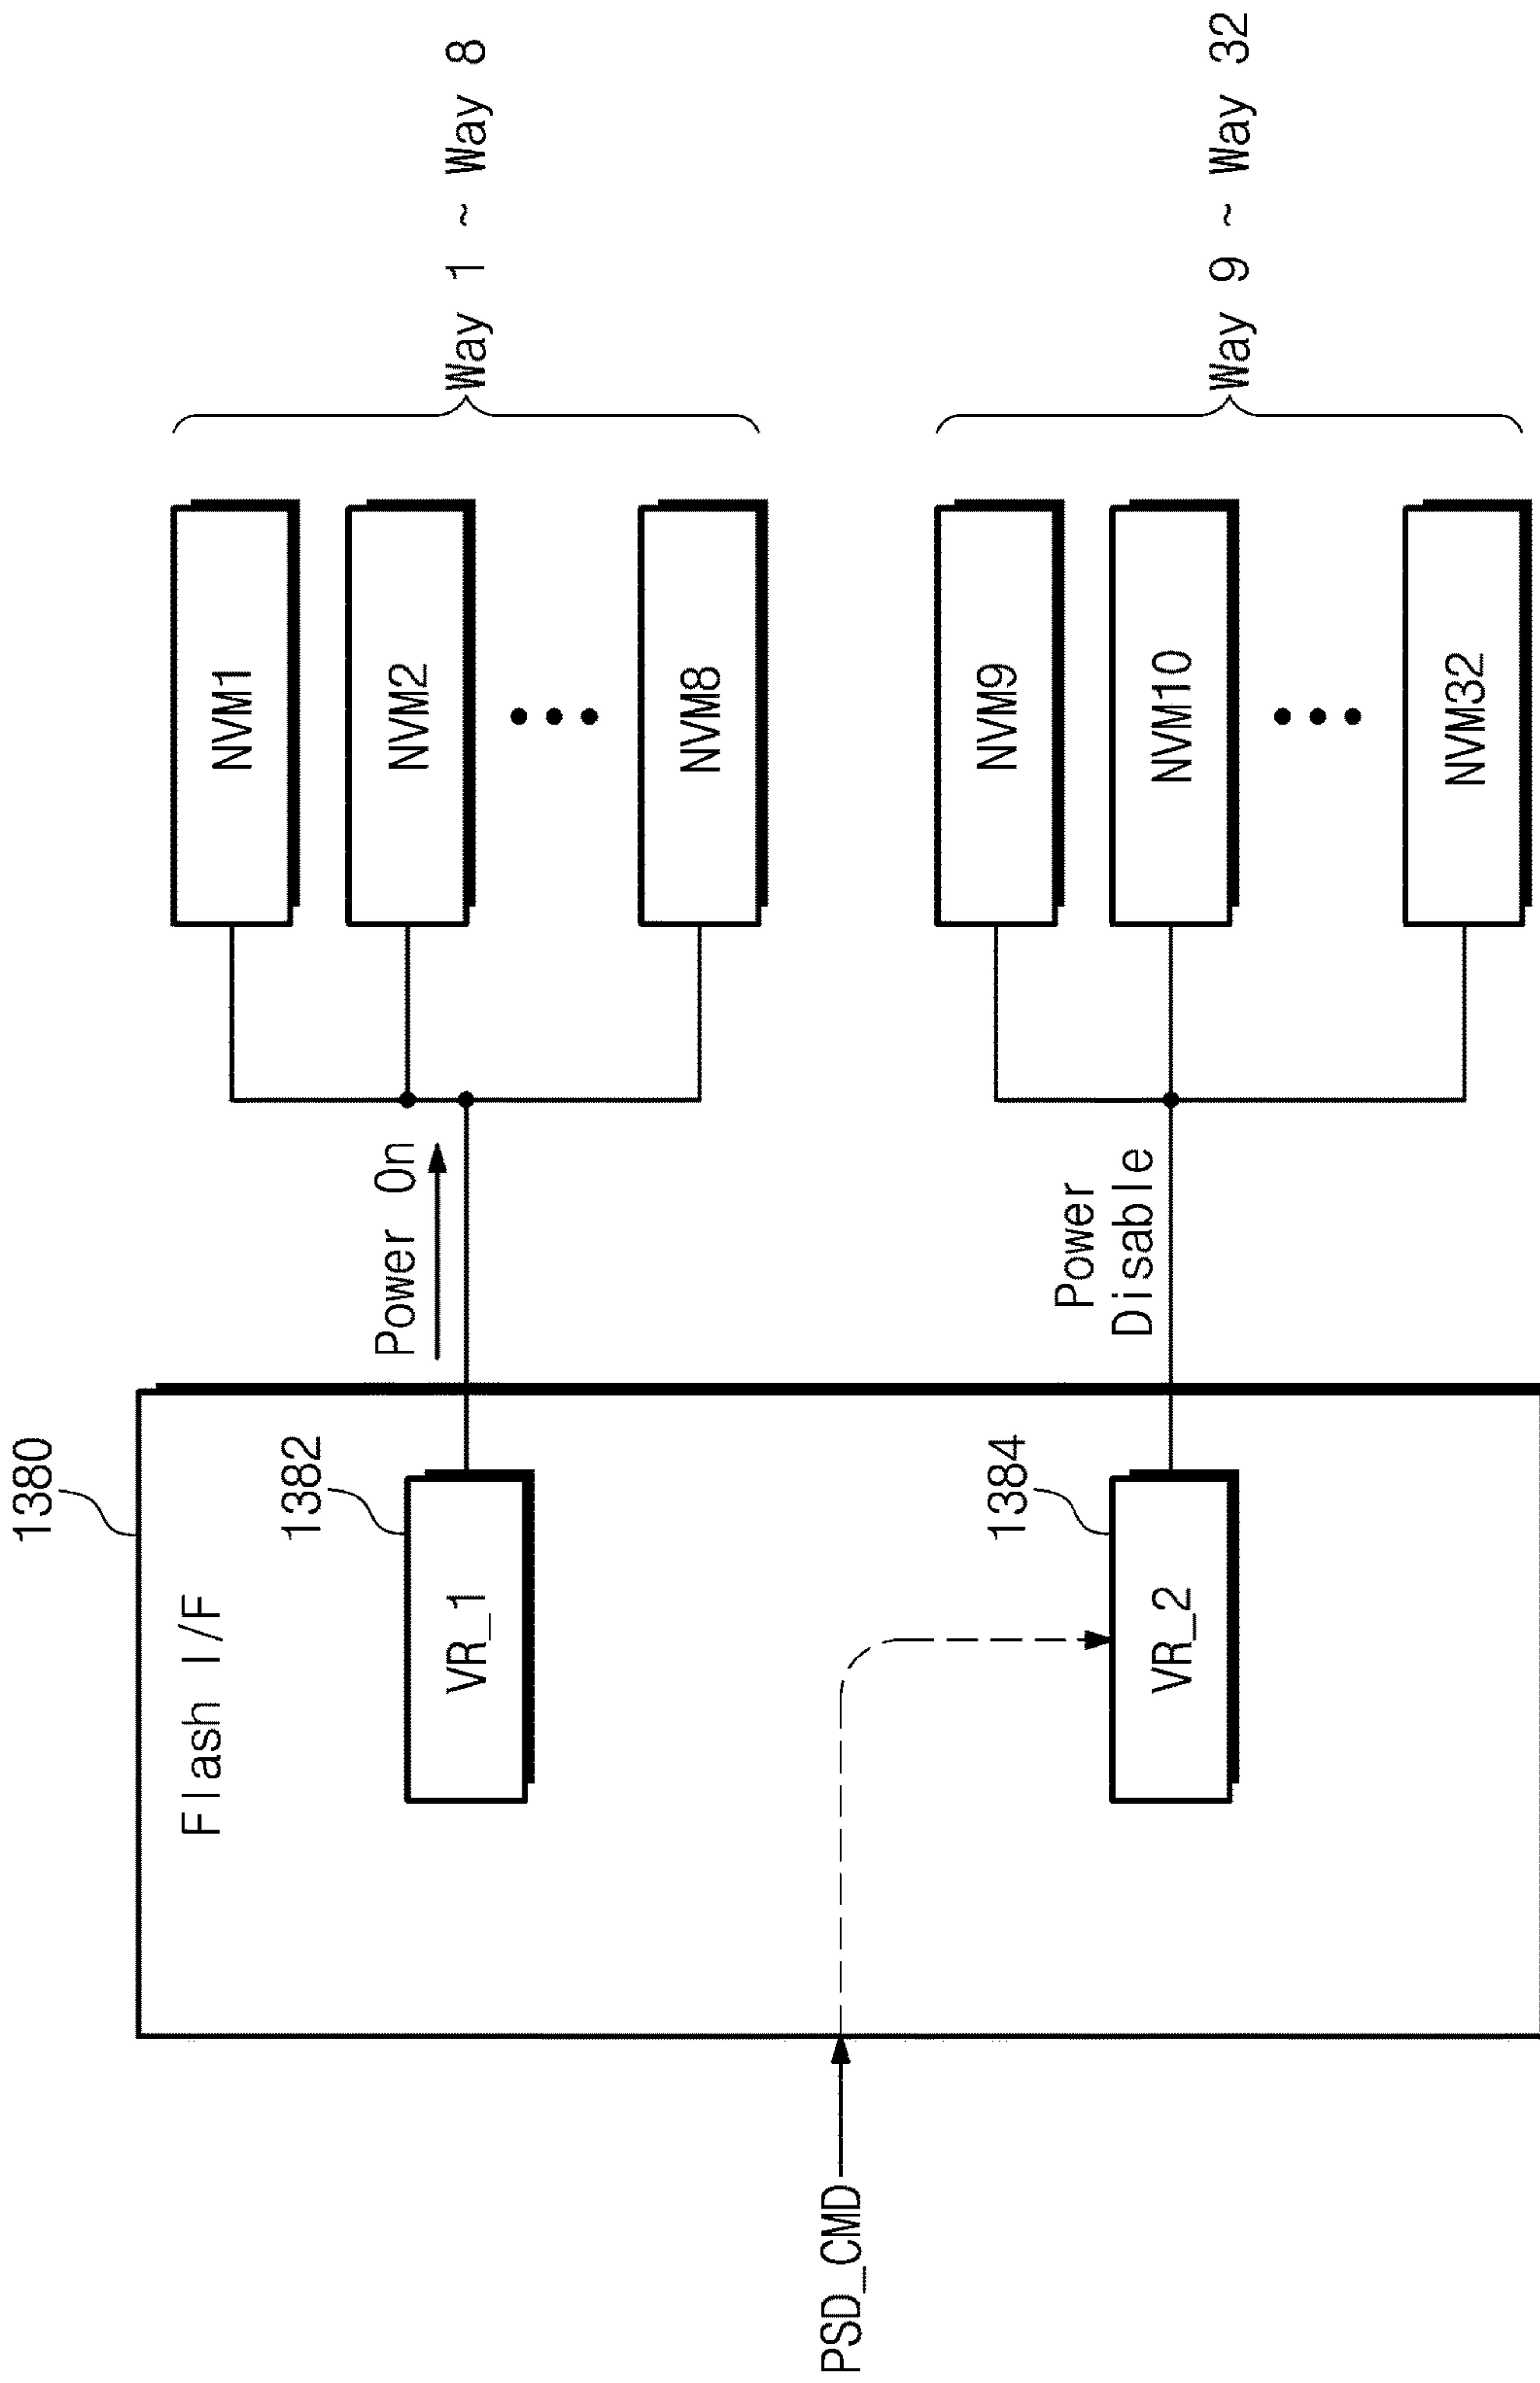 1380
Flash I/F
1382
VR_1
Power On
NVM1
NVM2
NVM8
Way 1 ~ Way 8
PSD_CMD
1384
VR_2
Power
Disable
NVM9
NVM10
NVM32
Way 9 ~ Way 32